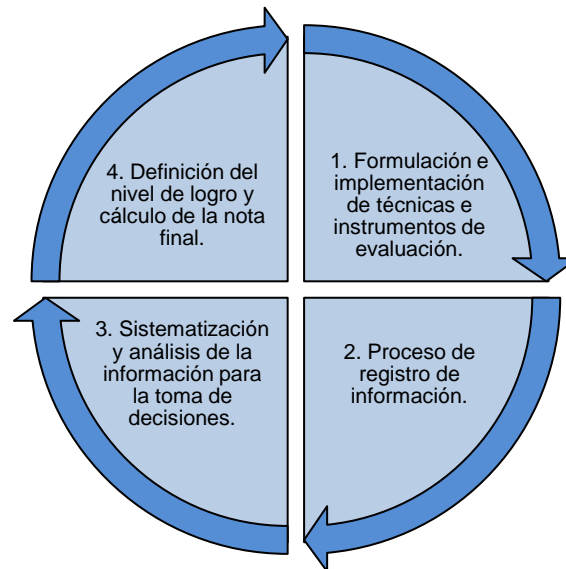 1. Formulación e
implementación
de técnicas e
instrumentos de
evaluación.
2. Proceso de
registro de
información.
3. Sistematización
y análisis de la
información para
la toma de
decisiones.
4. Definición del
nivel de logro y
cálculo de la nota
final.